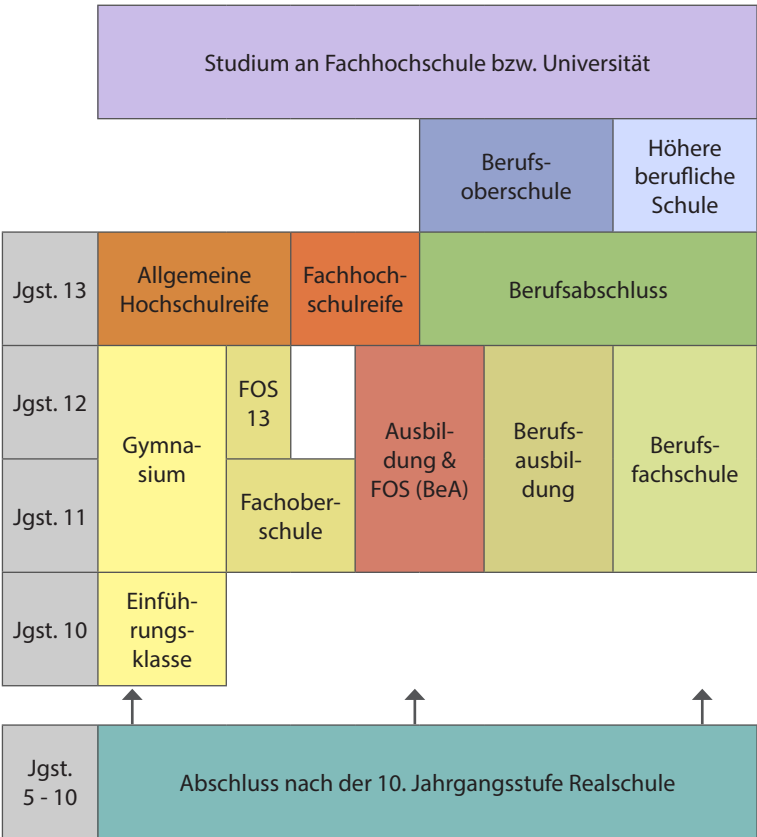 Studium an Fachhochschule bzw. Universität
Berufs-
oberschule
Höhere
berufliche
Schule
Jgst. 13
Allgemeine
Hochschulreife
Fachhoch-
schulreife
Berufsabschluss
Jgst. 12
Gymna-
sium
FOS
13
Ausbil-
dung &
FOS (BeA)
Berufs-
ausbil-
dung
Berufs-
fachschule
Jgst. 11
Fachober-
schule
Jgst. 10
Einfüh-
rungs-
klasse
Jgst.
5 - 10
Abschluss nach der 10. Jahrgangsstufe Realschule